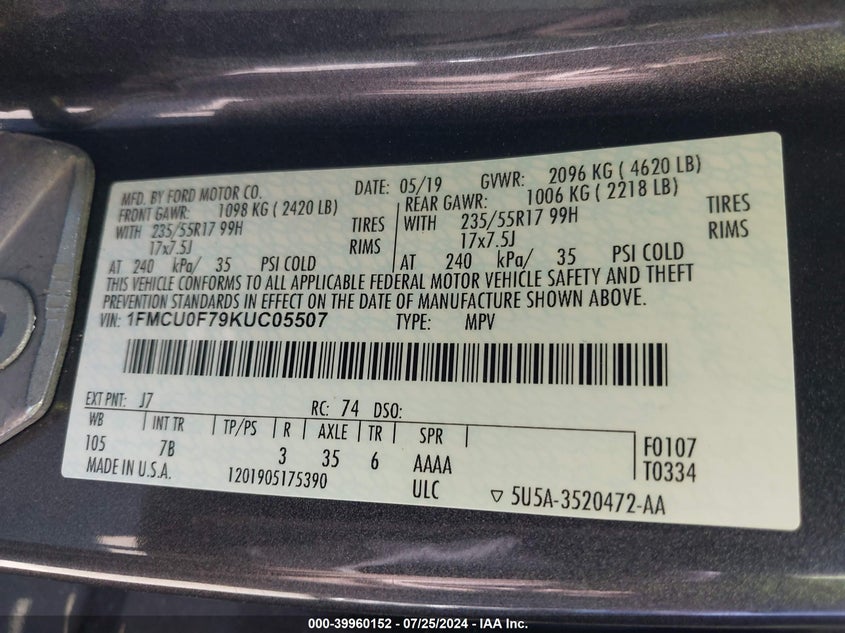 MFD. BY FORD MOTOR CO.
DATE: 05/19 GVWR: 2096 KG ( 4620 LB)
FRONT GAWR: 1098 KG ( 2420 LB)
REAR GAWR: 1006 KG ( 2218 LB)
WITH 235/55R17 99H TIRES
WITH 235/55R17 99H TIRES
17x7.5J RIMS
17x7.5J RIMS
AT 240 kPa/ 35 PSI COLD
AT 240 kPa/ 35 PSI COLD
THIS VEHICLE CONFORMS TO ALL APPLICABLE FEDERAL MOTOR VEHICLE SAFETY AND THEFT
PREVENTION STANDARDS IN EFFECT ON THE DATE OF MANUFACTURE SHOWN ABOVE.
VIN: 1FMCU0F79KUC05507 TYPE: MPV
EXT PNT: J7 RC: 74 DSO:
WB INT TR TP/PS R AXLE TR SPR
105 7B 3 35 6 AAAA
F0107
T0334
MADE IN U.S.A. 1201905175390 ULC ▽ 5U5A-3520472-AA
000-39960152 - 07/25/2024 - IAA Inc.